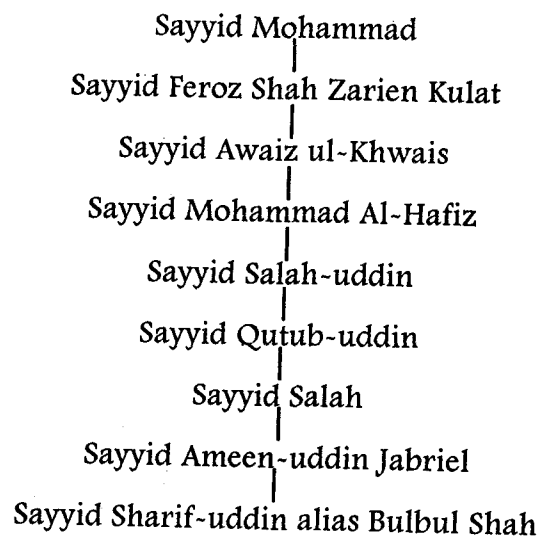 Sayyid Mohammad
Sayyid Feroz Shah Zarien Kulat
Sayyid Awaiz ul-Khwais
Sayyid Mohammad Al-Hafiz
Sayyid Salah-uddin
Sayyid Qutub-uddin
Sayyid Salah
Sayyid Ameen-uddin Jabriel
Sayyid Sharif-uddin alias Bulbul Shah